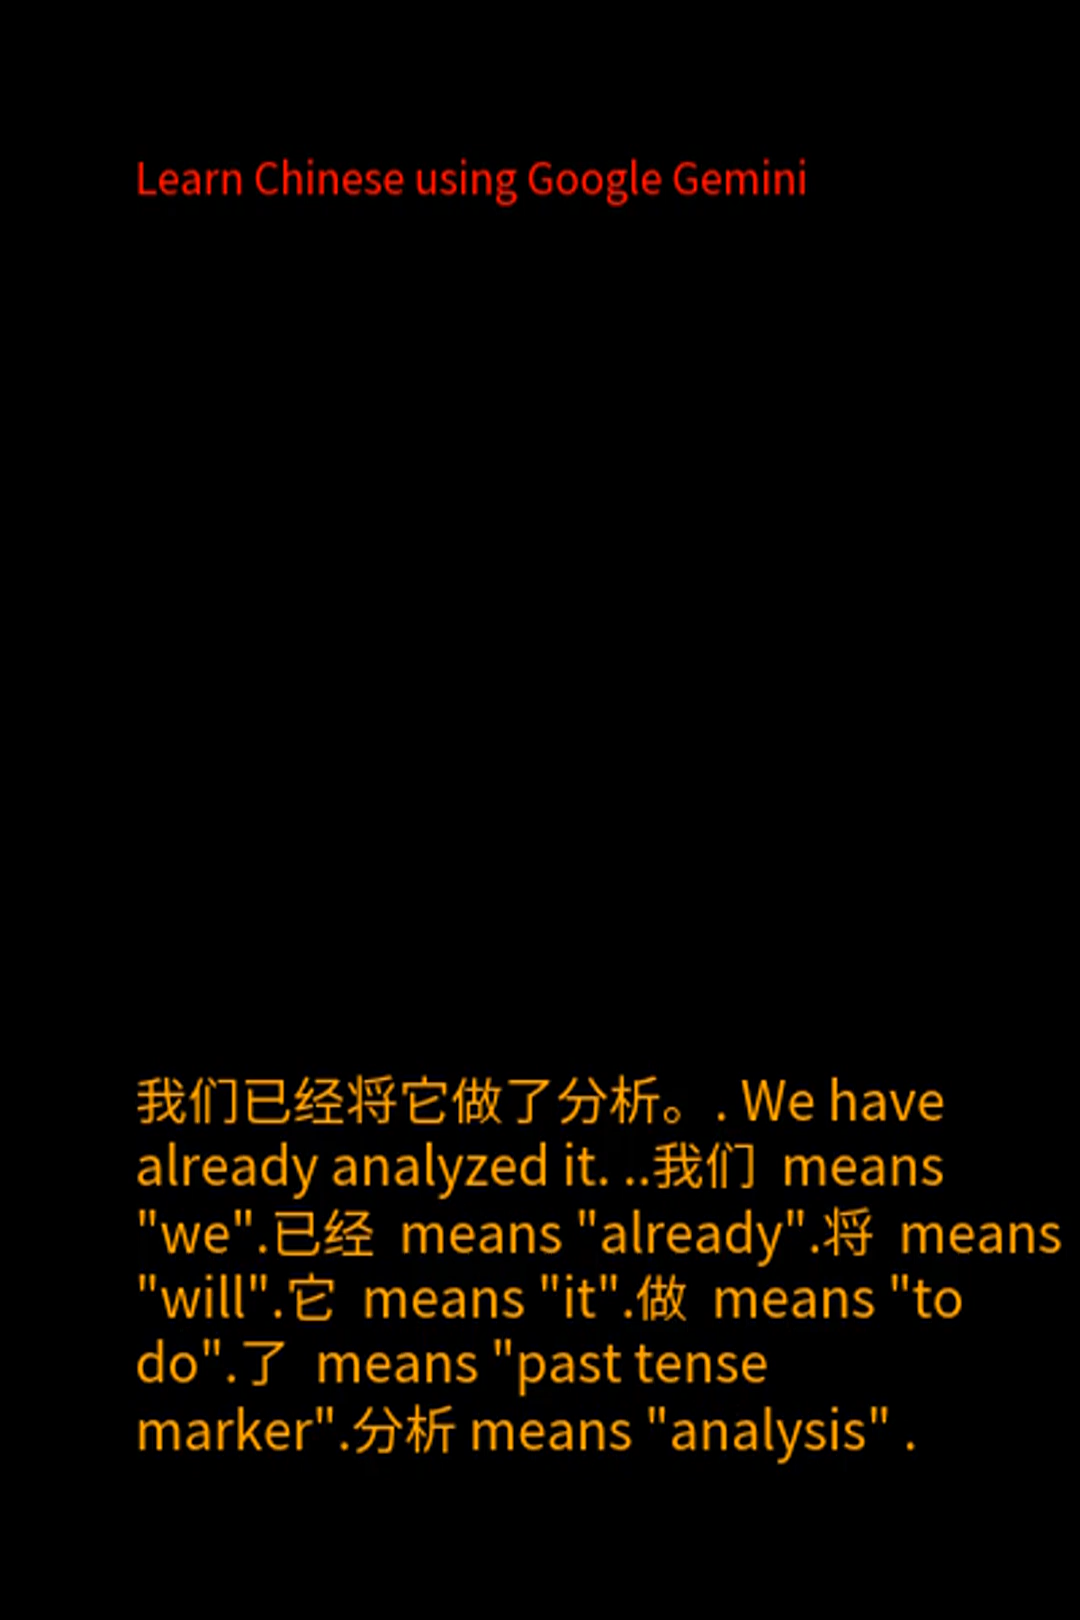 Learn Chinese using Google Gemini
我们已经将它做了分析。. We have
already analyzed it. ..我们 means
"we".已经 means "already".将 means
"will".它 means "it".做 means "to
do".了 means "past tense
marker".分析 means "analysis" .